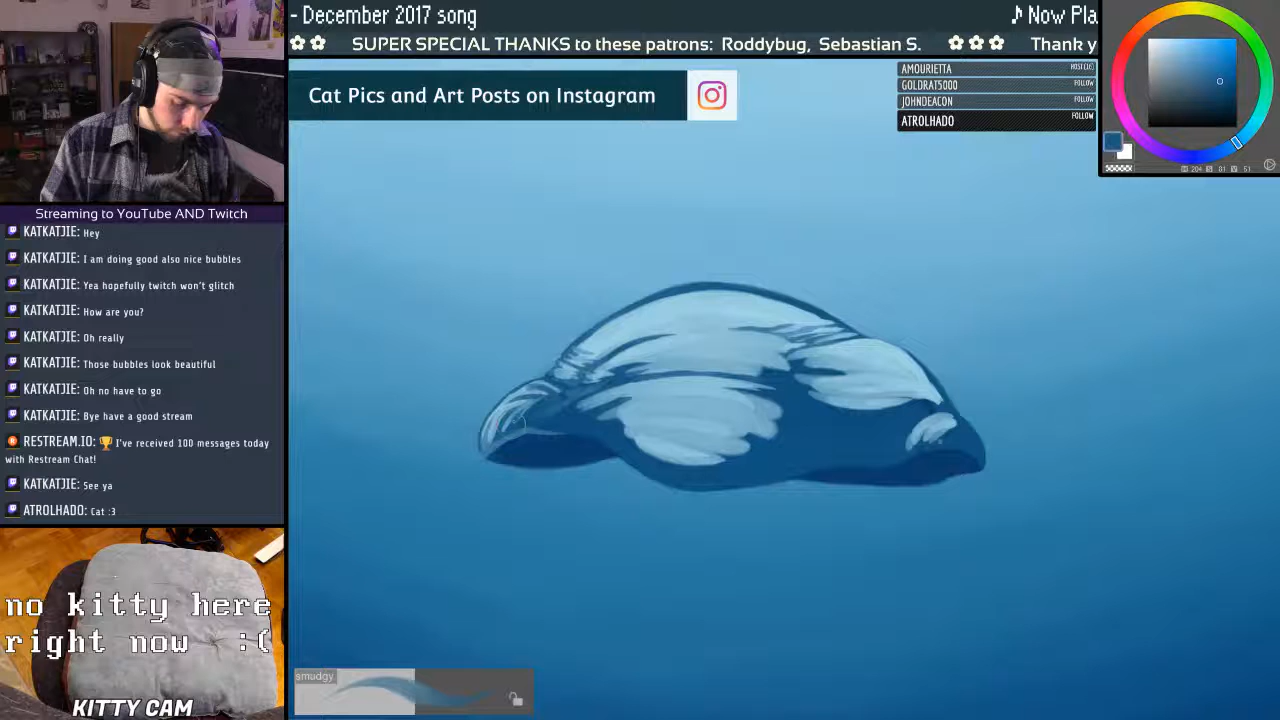 - December 2017 song
♪ Now Pla
SUPER SPECIAL THANKS to these patrons: Roddybug, Sebastian S.
Thank y
Cat Pics and Art Posts on Instagram
AMOURIETTA HOST (16)
GOLDRAT5000 FOLLOW
JOHNDEACON FOLLOW
ATROLHADO FOLLOW
Streaming to YouTube AND Twitch
KATKATJIE: Hey
KATKATJIE: I am doing good also nice bubbles
KATKATJIE: Yea hopefully twitch won't glitch
KATKATJIE: How are you?
KATKATJIE: Oh really
KATKATJIE: Those bubbles look beautiful
KATKATJIE: Oh no have to go
KATKATJIE: Bye have a good stream
RESTREAM.IO: 🏆 I've received 100 messages today
with Restream Chat!
KATKATJIE: See ya
ATROLHADO: Cat :3
no kitty here
right now :(
KITTY CAM
smudgy